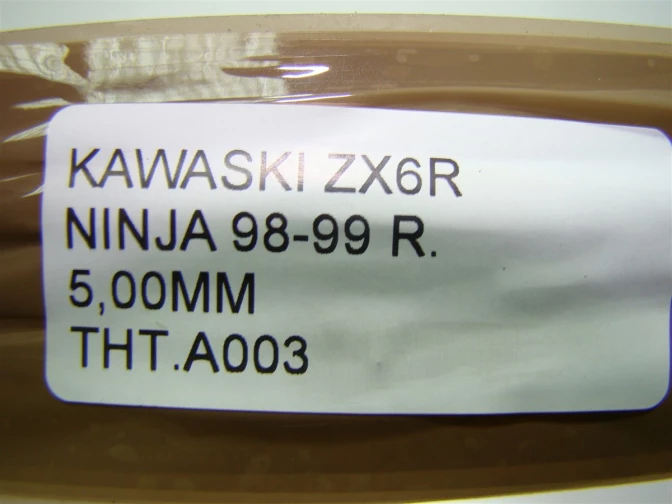 KAWASKI ZX6R
NINJA 98-99 R.
5,00MM
THT.A003